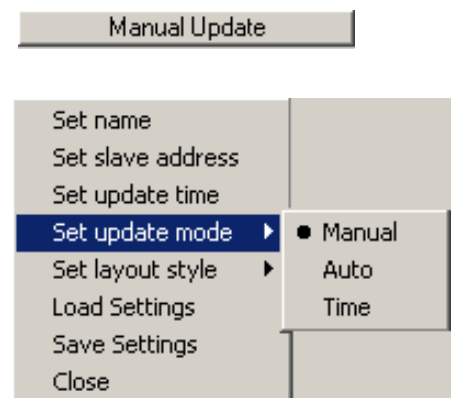 Manual Update
Set name
Set slave address
Set update time
Set update mode
Manual
Set layout style
Auto
Load Settings
Time
Save Settings
Close